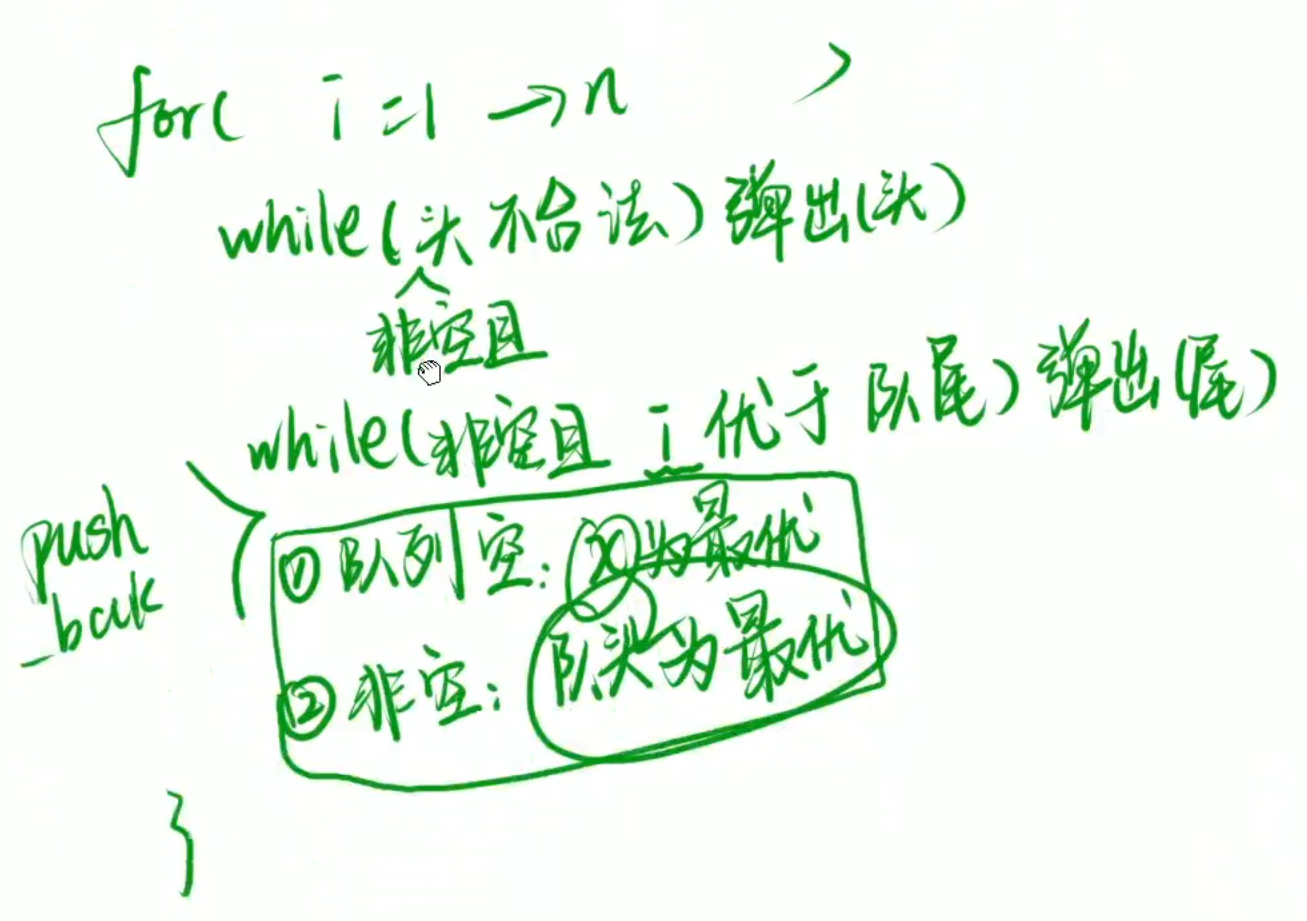 for( i=1 →n )
while(头不合法) 弹出(头)
非空且
while(非空且 i 优于 队尾) 弹出(尾)
push
_back
① 队列空: 为最优
② 非空: 队头为最优
}